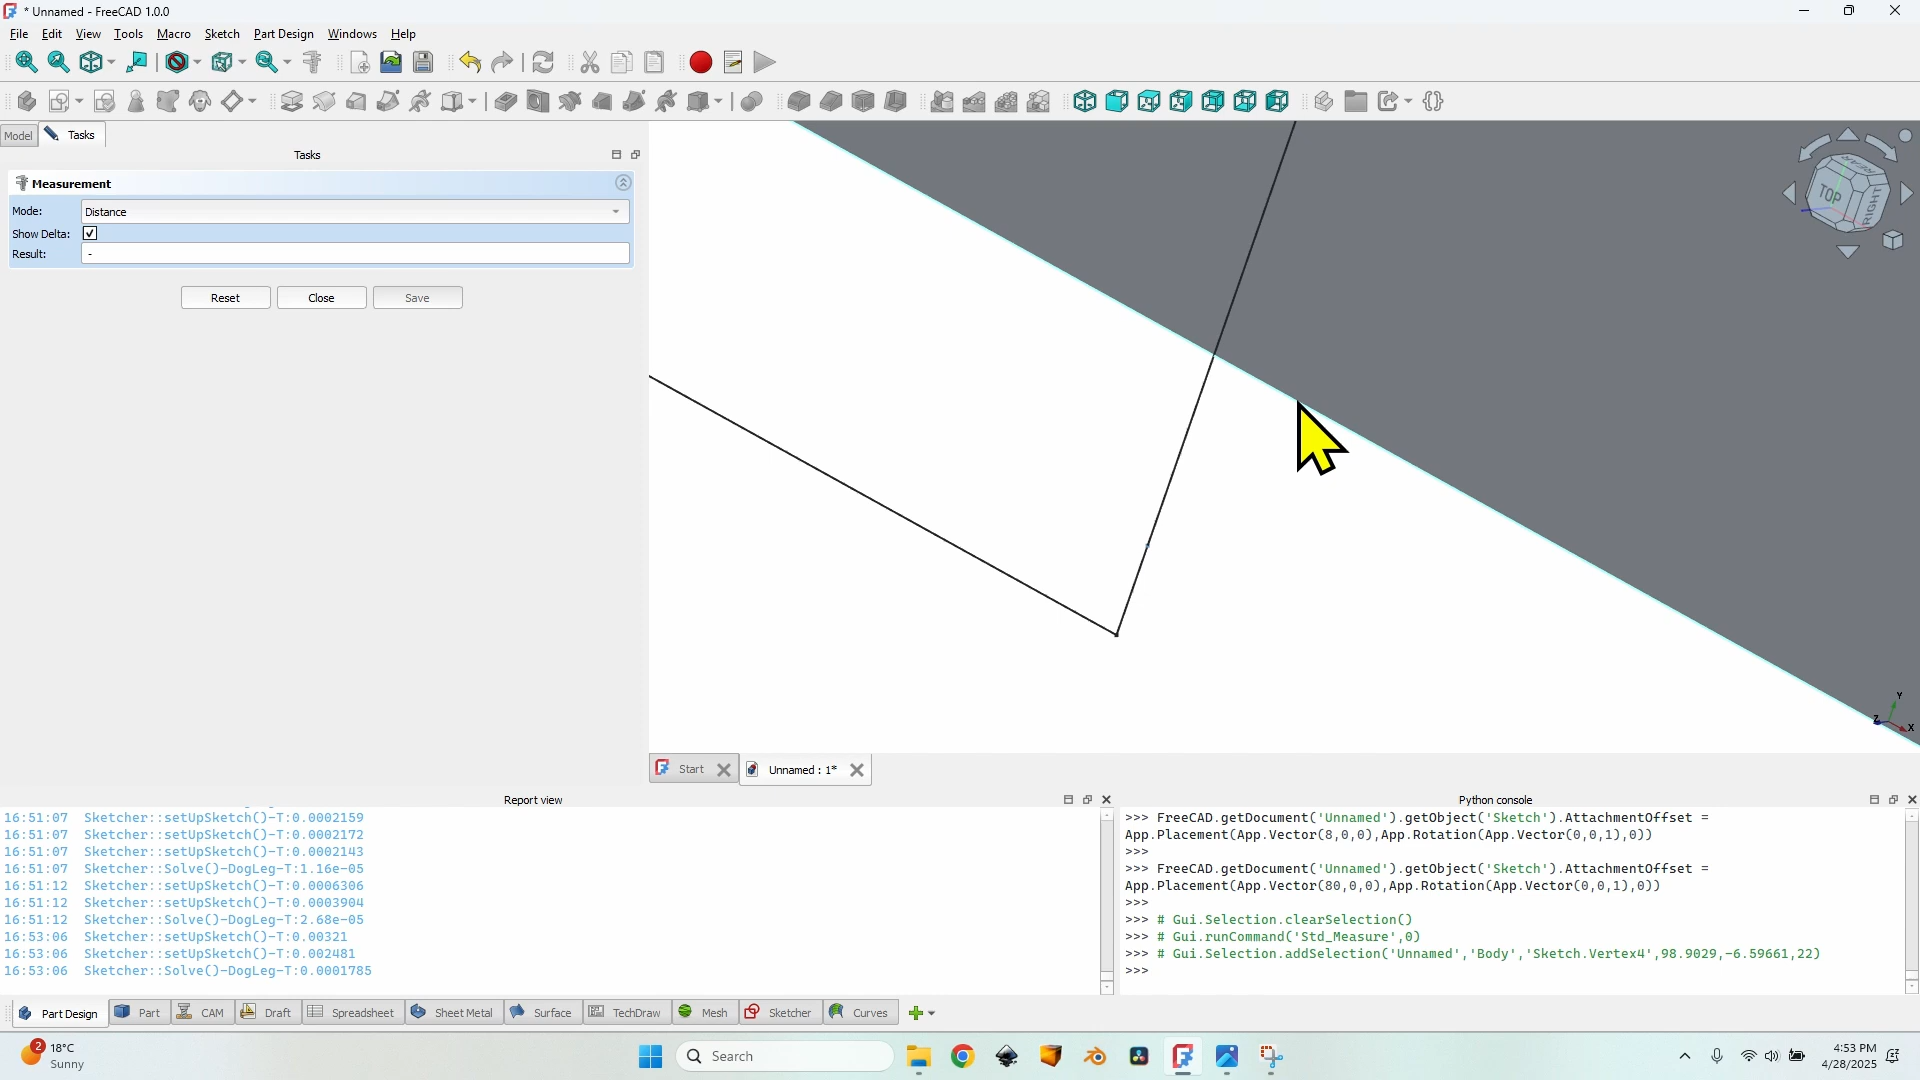 * Unnamed - FreeCAD 1.0.0
File Edit View Tools Macro Sketch Part Design Windows Help
Model Tasks
Tasks
Measurement
Mode: Distance
Show Delta:
Result: -
Reset Close Save
TOP
RIGHT
REAR
Y
Z
X
Start Unnamed : 1*
Report view
16:51:07 Sketcher::setUpSketch()-T:0.0002159
16:51:07 Sketcher::setUpSketch()-T:0.0002172
16:51:07 Sketcher::setUpSketch()-T:0.0002143
16:51:07 Sketcher::Solve()-DogLeg-T:1.16e-05
16:51:12 Sketcher::setUpSketch()-T:0.0006306
16:51:12 Sketcher::setUpSketch()-T:0.0003904
16:51:12 Sketcher::Solve()-DogLeg-T:2.68e-05
16:53:06 Sketcher::setUpSketch()-T:0.00321
16:53:06 Sketcher::setUpSketch()-T:0.002481
16:53:06 Sketcher::Solve()-DogLeg-T:0.0001785
Python console
>>> FreeCAD.getDocument('Unnamed').getObject('Sketch').AttachmentOffset =
App.Placement(App.Vector(8,0,0),App.Rotation(App.Vector(0,0,1),0))
>>>
>>> FreeCAD.getDocument('Unnamed').getObject('Sketch').AttachmentOffset =
App.Placement(App.Vector(80,0,0),App.Rotation(App.Vector(0,0,1),0))
>>>
>>> # Gui.Selection.clearSelection()
>>> # Gui.runCommand('Std_Measure',0)
>>> # Gui.Selection.addSelection('Unnamed','Body','Sketch.Vertex4',98.9029,-6.59661,22)
>>>
Part Design Part CAM Draft Spreadsheet Sheet Metal Surface TechDraw Mesh Sketcher Curves
2
18°C
Sunny
Search
4:53 PM
4/28/2025